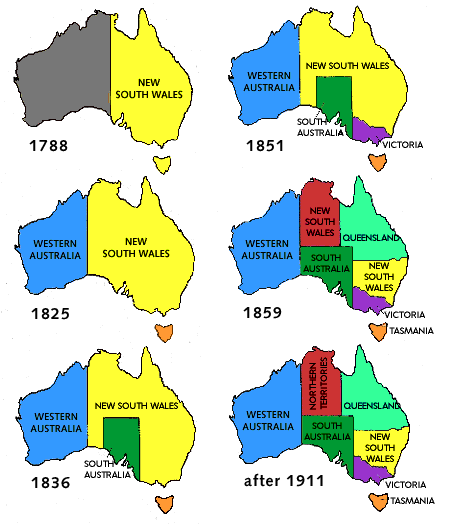 NEW
SOUTH WALES
1788
WESTERN
AUSTRALIA
NEW
SOUTH
WALES
1825
WESTERN
AUSTRALIA
NEW SOUTH WALES
SOUTH
AUSTRALIA
1836
WESTERN
AUSTRALIA
NEW SOUTH WALES
SOUTH
AUSTRALIA
VICTORIA
1851
NEW
SOUTH
WALES
QUEENSLAND
WESTERN
AUSTRALIA
SOUTH
AUSTRALIA
NEW
SOUTH
WALES
VICTORIA
TASMANIA
1859
NORTHERN
TERRITORIES
QUEENSLAND
WESTERN
AUSTRALIA
SOUTH
AUSTRALIA
NEW
SOUTH
WALES
VICTORIA
TASMANIA
after 1911